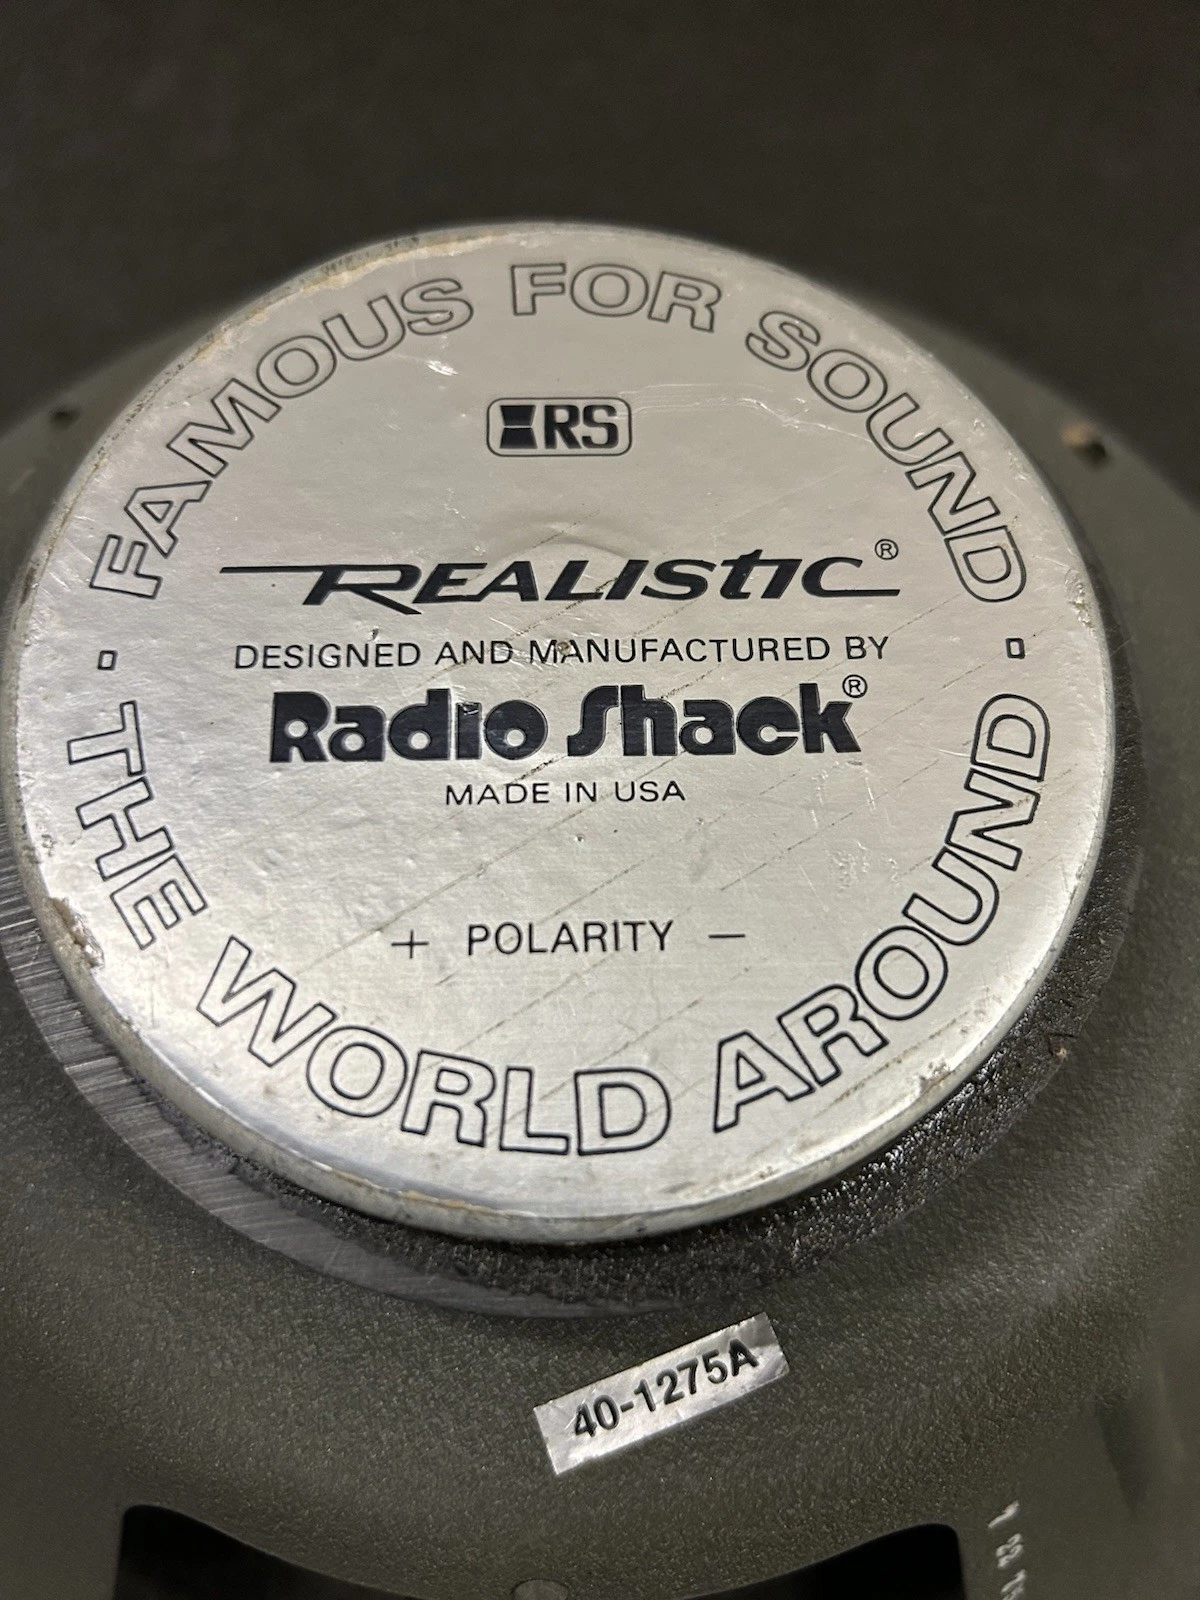 FAMOUS FOR SOUND
RS
REALISTIC®
DESIGNED AND MANUFACTURED BY
Radio Shack®
MADE IN USA
+ POLARITY −
THE WORLD AROUND
40-1275A